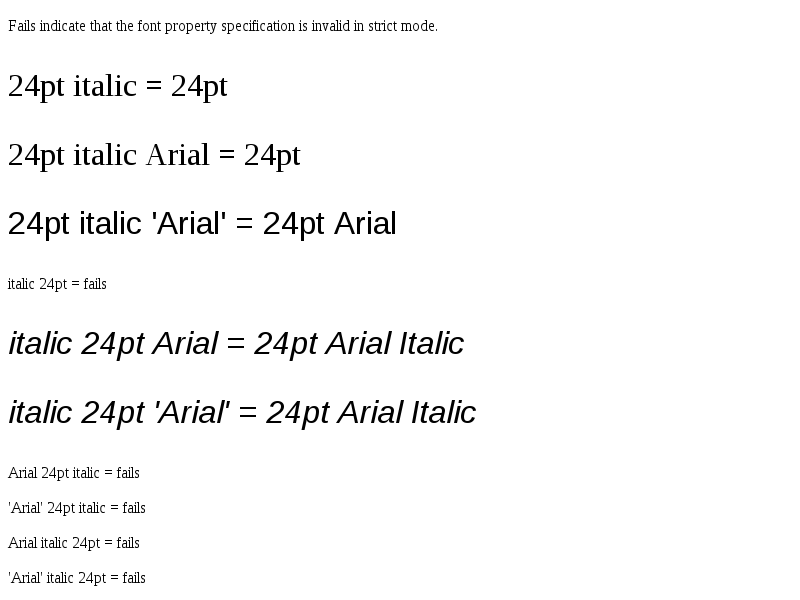 Fails indicate that the font property specification is invalid in strict mode.
24pt italic = 24pt
24pt italic Arial = 24pt
24pt italic 'Arial' = 24pt Arial
italic 24pt = fails
italic 24pt Arial = 24pt Arial Italic
italic 24pt 'Arial' = 24pt Arial Italic
Arial 24pt italic = fails
'Arial' 24pt italic = fails
Arial italic 24pt = fails
'Arial' italic 24pt = fails